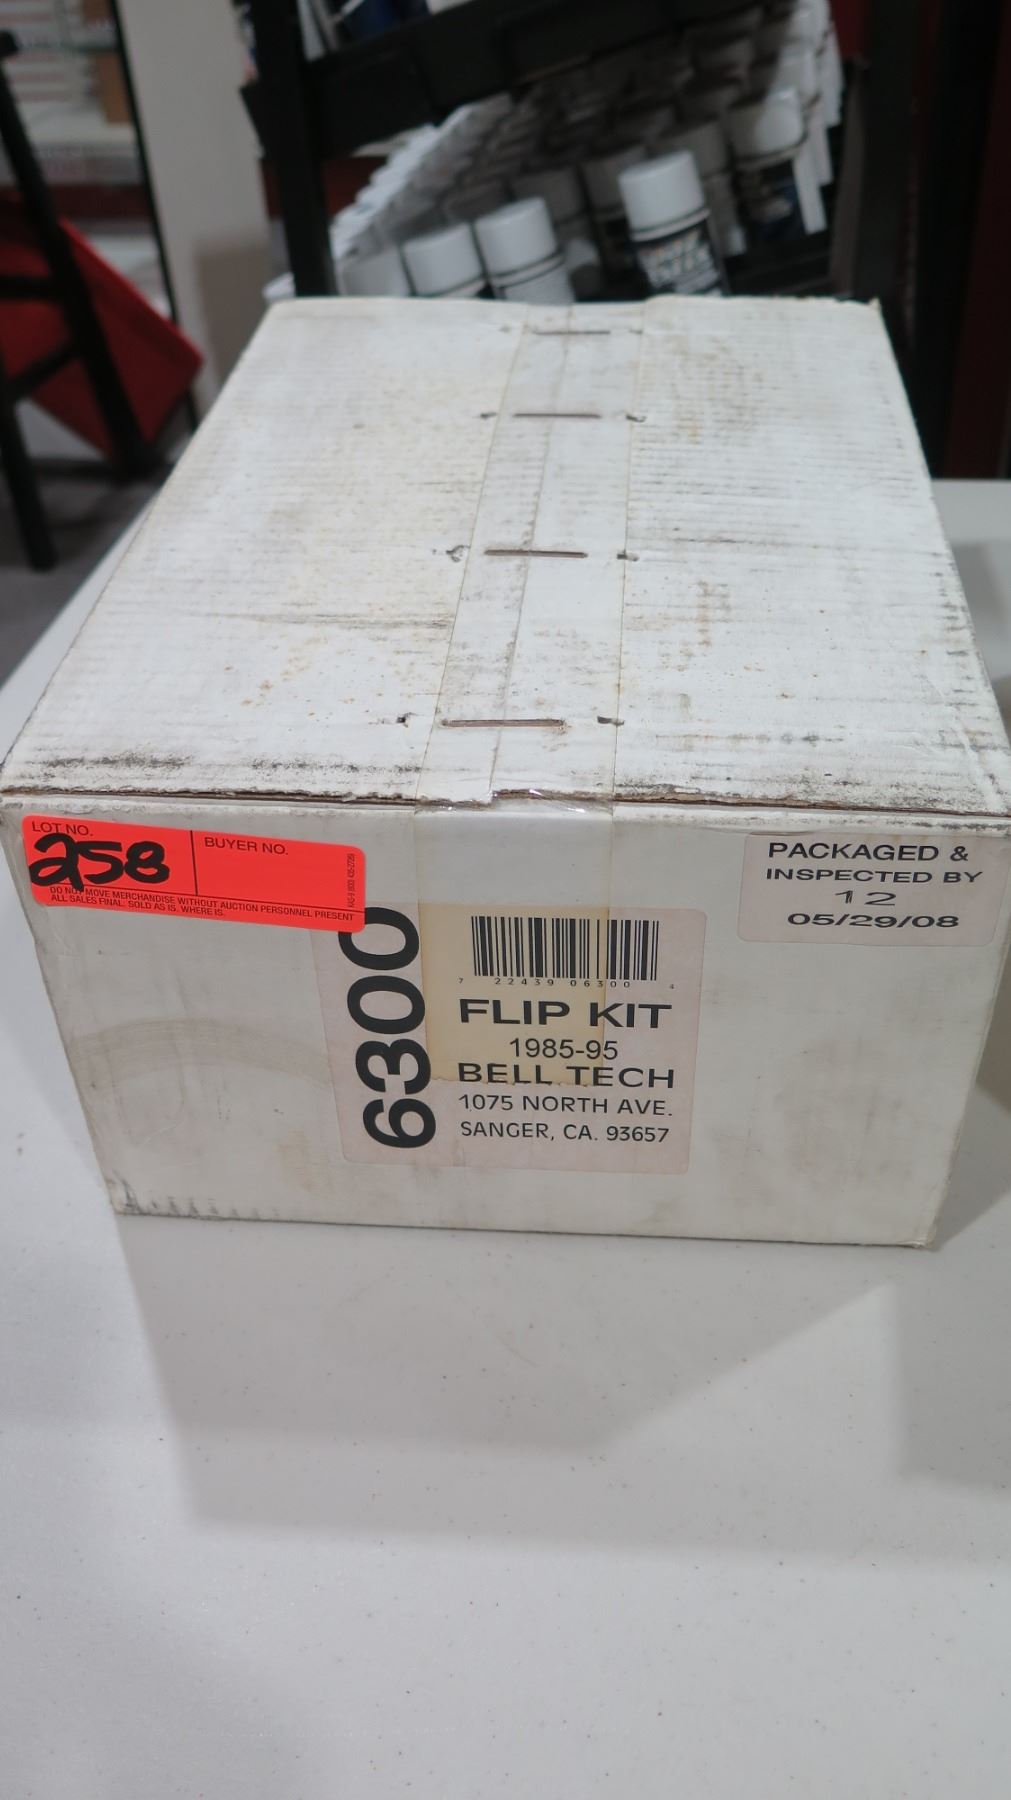 LOT NO.
258
BUYER NO.
DO NOT MOVE MERCHANDISE WITHOUT AUCTION PERSONNEL PRESENT
ALL SALES FINAL. SOLD AS IS. WHERE IS.
PACKAGED &
INSPECTED BY
12
05/29/08
6300
7 22439 06300 4
FLIP KIT
1985-95
BELL TECH
1075 NORTH AVE.
SANGER, CA. 93657